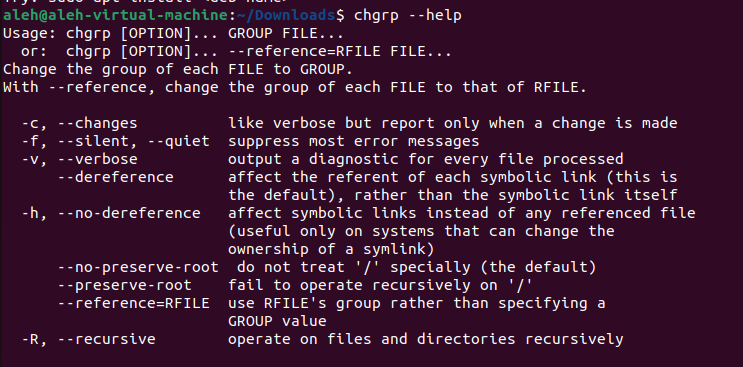 aleh@aleh-virtual-machine:~/Downloads$ chgrp --help
Usage: chgrp [OPTION]... GROUP FILE...
  or:  chgrp [OPTION]... --reference=RFILE FILE...
Change the group of each FILE to GROUP.
With --reference, change the group of each FILE to that of RFILE.

  -c, --changes          like verbose but report only when a change is made
  -f, --silent, --quiet  suppress most error messages
  -v, --verbose          output a diagnostic for every file processed
      --dereference      affect the referent of each symbolic link (this is
                         the default), rather than the symbolic link itself
  -h, --no-dereference   affect symbolic links instead of any referenced file
                         (useful only on systems that can change the
                         ownership of a symlink)
      --no-preserve-root  do not treat '/' specially (the default)
      --preserve-root    fail to operate recursively on '/'
      --reference=RFILE  use RFILE's group rather than specifying a
                         GROUP value
  -R, --recursive        operate on files and directories recursively